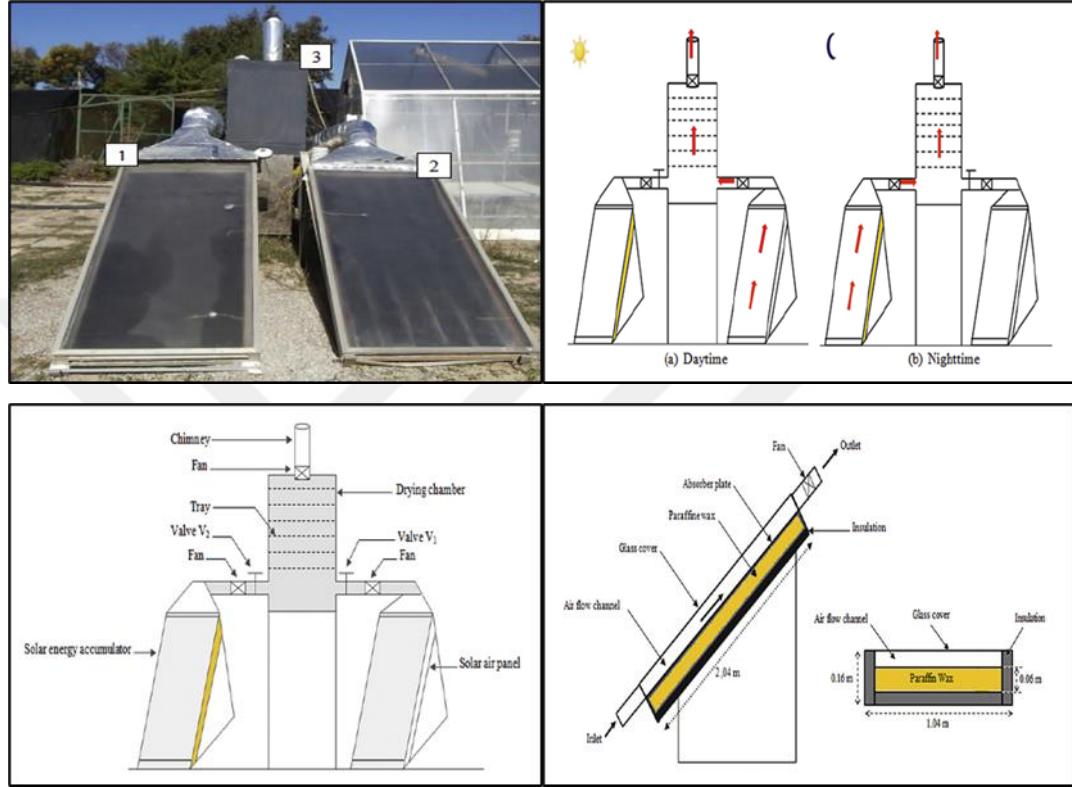 1
2
3
(a) Daytime
(b) Nighttime
Chimney
Fan
Drying chamber
Tray
Valve V₂
Valve V₁
Fan
Fan
Solar energy accumulator
Solar air panel
Fan
Outlet
Absorber plate
Paraffine wax
Insulation
Glass cover
Air flow channel
2,04 m
Inlet
Glass cover
Air flow channel
Insulation
0.16 m
Paraffin Wax
0.06 m
1.04 m